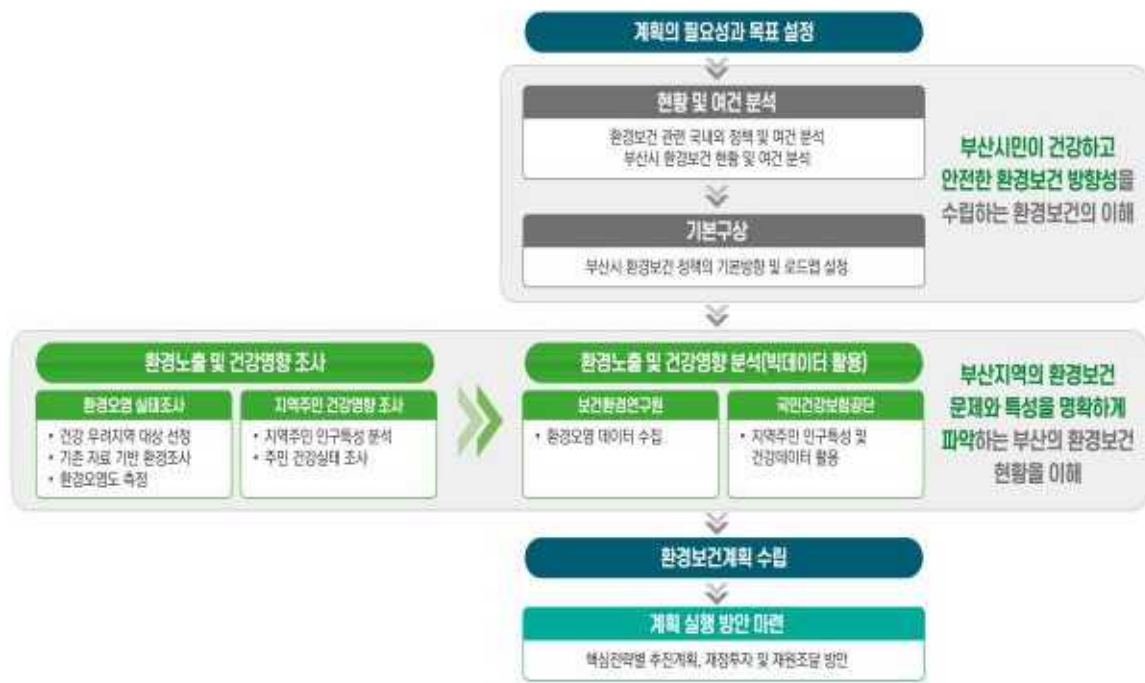 계획의 필요성과 목표 설정
현황 및 여건 분석
환경보건 관련 국내외 정책 및 여건 분석
부산시 환경보건 현황 및 여건 분석
기본구상
부산시 환경보건 정책의 기본방향 및 로드맵 설정
부산시민이 건강하고
안전한 환경보건 방향성을
수립하는 환경보건의 이해
환경노출 및 건강영향 조사
환경오염 실태조사
• 건강 우려지역 대상 선정
• 기존 자료 기반 환경조사
• 환경오염도 측정
지역주민 건강영향 조사
• 지역주민 인구특성 분석
• 주민 건강실태 조사
환경노출 및 건강영향 분석(빅데이터 활용)
보건환경연구원
• 환경오염 데이터 수집
국민건강보험공단
• 지역주민 인구특성 및
건강데이터 활용
부산지역의 환경보건
문제와 특성을 명확하게
파악하는 부산의 환경보건
현황을 이해
환경보건계획 수립
계획 실행 방안 마련
핵심전략별 추진계획, 재정투자 및 재원조달 방안